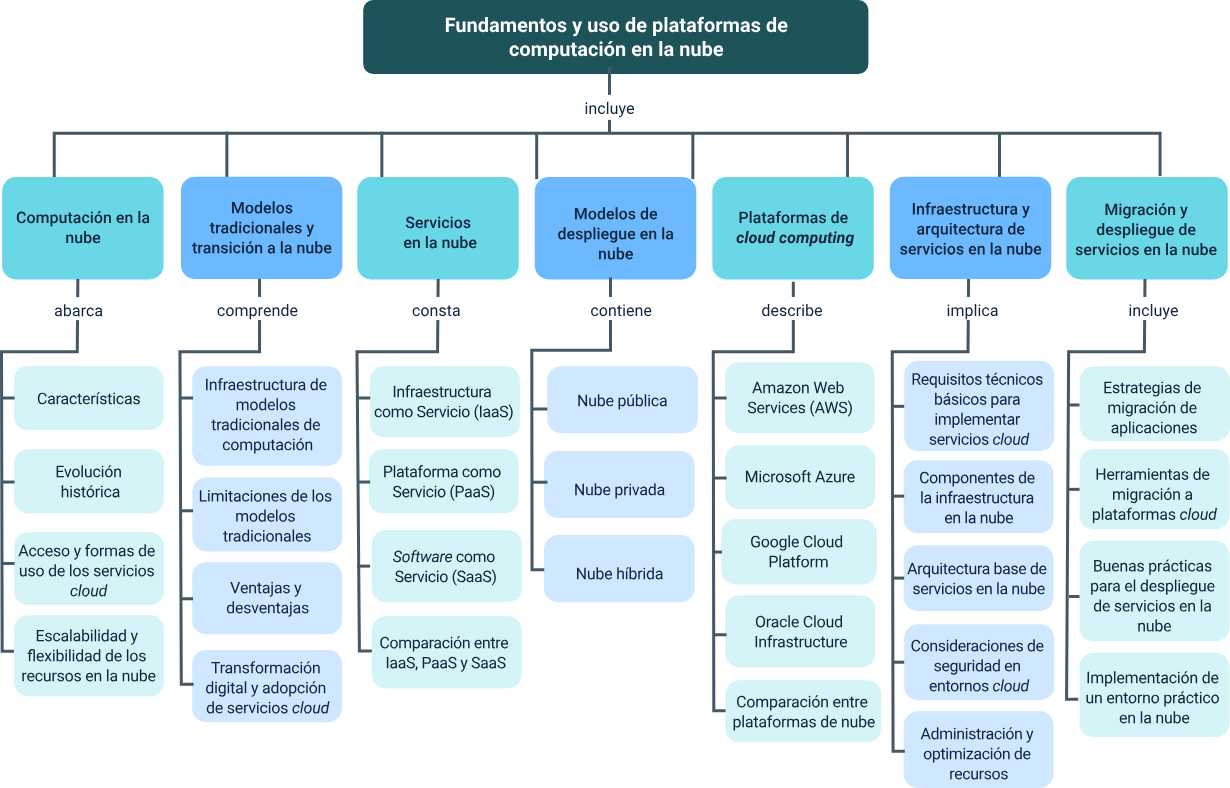 Fundamentos y uso de plataformas de
computación en la nube
incluye
Computación en la
nube
abarca
Características
Evolución
histórica
Acceso y formas de
uso de los servicios
cloud
Escalabilidad y
flexibilidad de los
recursos en la nube
Modelos
tradicionales y
transición a la nube
comprende
Infraestructura de
modelos
tradicionales de
computación
Limitaciones de los
modelos
tradicionales
Ventajas y
desventajas
Transformación
digital y adopción
de servicios cloud
Servicios
en la nube
consta
Infraestructura
como Servicio (IaaS)
Plataforma como
Servicio (PaaS)
Software como
Servicio (SaaS)
Comparación entre
IaaS, PaaS y SaaS
Modelos de
despliegue en la
nube
contiene
Nube pública
Nube privada
Nube híbrida
Plataformas de
cloud computing
describe
Amazon Web
Services (AWS)
Microsoft Azure
Google Cloud
Platform
Oracle Cloud
Infrastructure
Comparación entre
plataformas de nube
Infraestructura y
arquitectura de
servicios en la nube
implica
Requisitos técnicos
básicos para
implementar
servicios cloud
Componentes de
la infraestructura
en la nube
Arquitectura base de
servicios en la nube
Consideraciones de
seguridad en
entornos cloud
Administración y
optimización de
recursos
Migración y
despliegue de
servicios en la nube
incluye
Estrategias de
migración de
aplicaciones
Herramientas de
migración a
plataformas cloud
Buenas prácticas
para el despliegue
de servicios en la
nube
Implementación de
un entorno práctico
en la nube